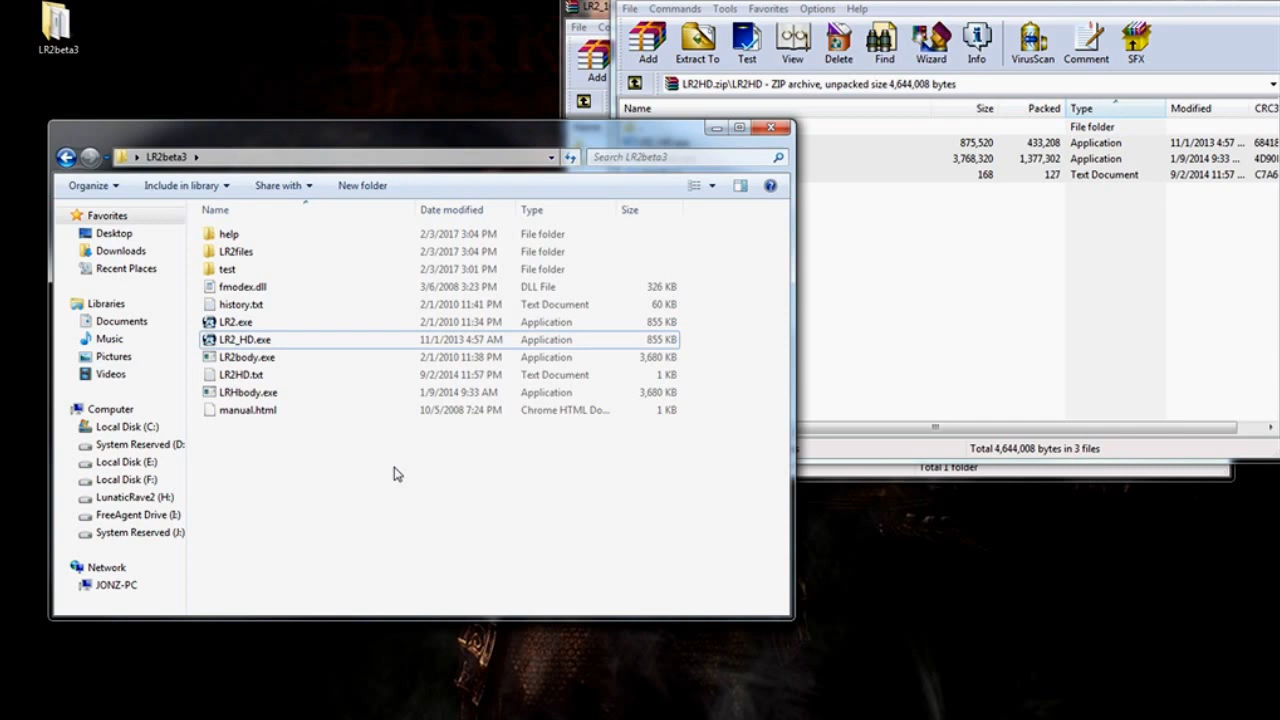 LR2beta3
DARK
LR2_1
File Co
Add
File Commands Tools Favorites Options Help
Add Extract To Test View Delete Find Wizard Info VirusScan Comment SFX
LR2HD.zip\LR2HD - ZIP archive, unpacked size 4,644,008 bytes
Name Size Packed Type Modified CRC3
File folder
875,520 433,208 Application 11/1/2013 4:57 ... 68418
3,768,320 1,377,302 Application 1/9/2014 9:33 ... 4D90
168 127 Text Document 9/2/2014 11:57 ... C7A6
Total 4,644,008 bytes in 3 files
Total 1 folder
LR2beta3
Search LR2beta3
Organize Include in library Share with New folder
Favorites
Desktop
Downloads
Recent Places
Libraries
Documents
Music
Pictures
Videos
Computer
Local Disk (C:)
System Reserved (D:
Local Disk (E:)
Local Disk (F:)
LunaticRave2 (H:)
FreeAgent Drive (I:)
System Reserved (J:)
Network
JONZ-PC
Name Date modified Type Size
help 2/3/2017 3:04 PM File folder
LR2files 2/3/2017 3:04 PM File folder
test 2/3/2017 3:01 PM File folder
fmodex.dll 3/6/2008 3:23 PM DLL File 326 KB
history.txt 2/1/2010 11:41 PM Text Document 60 KB
LR2.exe 2/1/2010 11:34 PM Application 855 KB
LR2_HD.exe 11/1/2013 4:57 AM Application 855 KB
LR2body.exe 2/1/2010 11:38 PM Application 3,680 KB
LR2HD.txt 9/2/2014 11:57 PM Text Document 1 KB
LRHbody.exe 1/9/2014 9:33 AM Application 3,680 KB
manual.html 10/5/2008 7:24 PM Chrome HTML Do... 1 KB